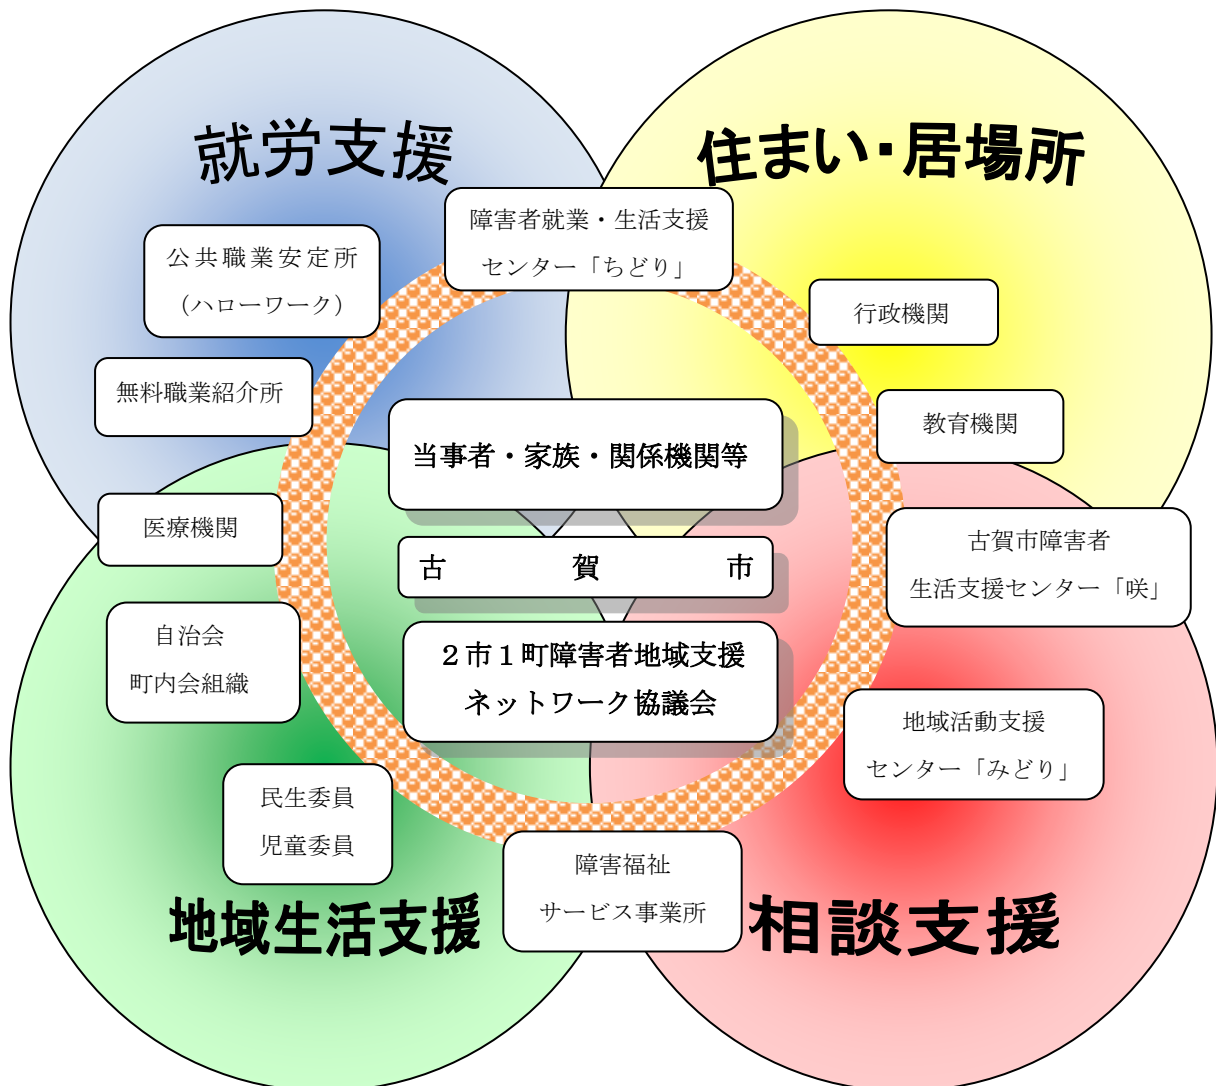 就労支援
住まい・居場所
障害者就業・生活支援
センター「ちどり」
公共職業安定所
（ハローワーク）
行政機関
無料職業紹介所
教育機関
当事者・家族・関係機関等
医療機関
古賀市
古賀市障害者
生活支援センター「咲」
自治会
町内会組織
２市１町障害者地域支援
ネットワーク協議会
地域活動支援
センター「みどり」
民生委員
児童委員
障害福祉
サービス事業所
地域生活支援
相談支援